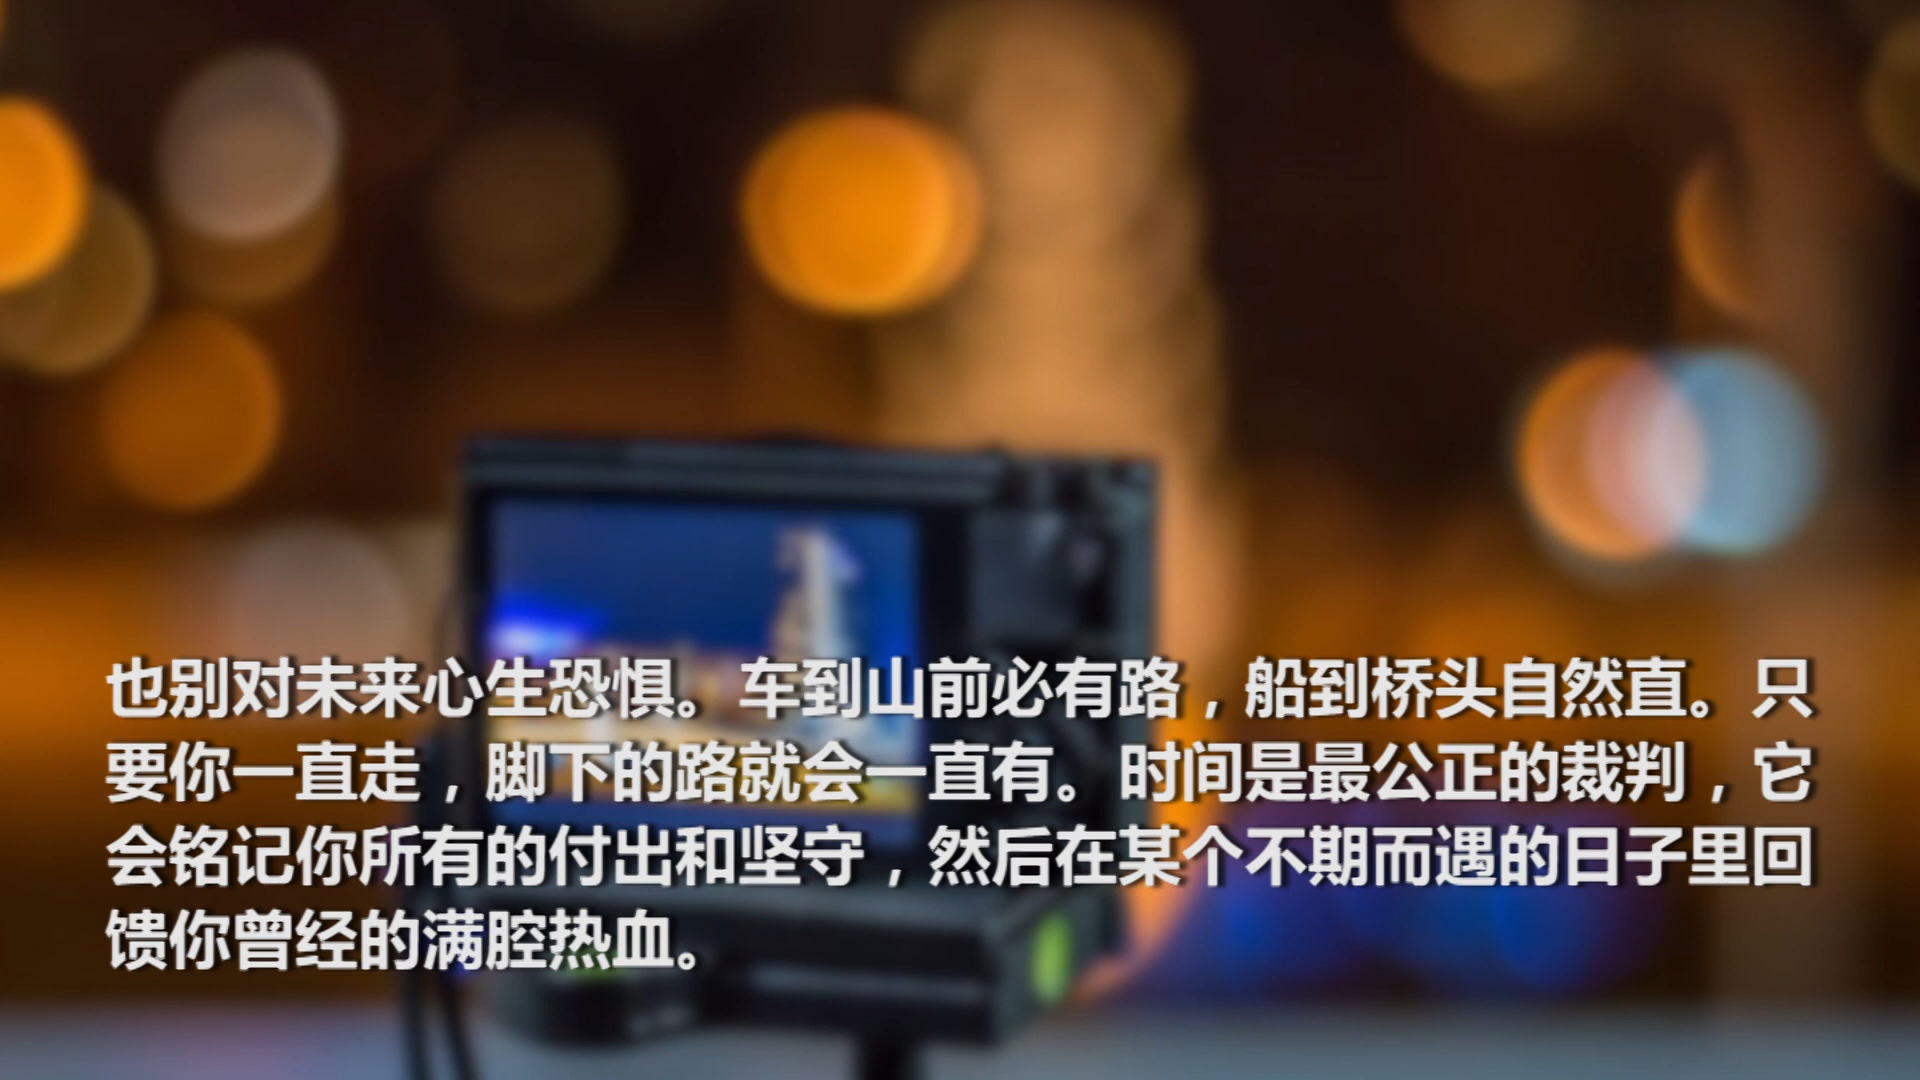 也别对未来心生恐惧。车到山前必有路，船到桥头自然直。只
要你一直走，脚下的路就会一直有。时间是最公正的裁判，它
会铭记你所有的付出和坚守，然后在某个不期而遇的日子里回
馈你曾经的满腔热血。